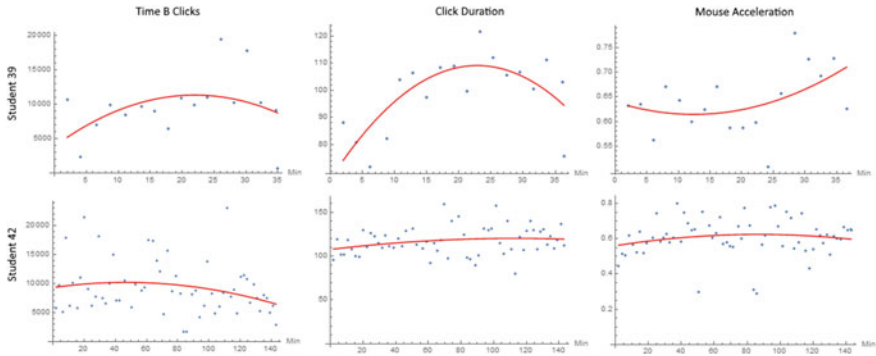 Time B Clicks
Click Duration
Mouse Acceleration
Student 39
20000
15000
10000
5000
5 10 15 20 25 30 35 Min
120
100
80
0 5 10 15 20 25 30 35 Min
0.75
0.70
0.65
0.60
0.55
0 5 10 15 20 25 30 35 Min
Student 42
20000
15000
10000
5000
20 40 60 80 100 120 140 Min
150
100
50
0 20 40 60 80 100 120 140 Min
0.8
0.6
0.4
0.2
0 20 40 60 80 100 120 140 Min